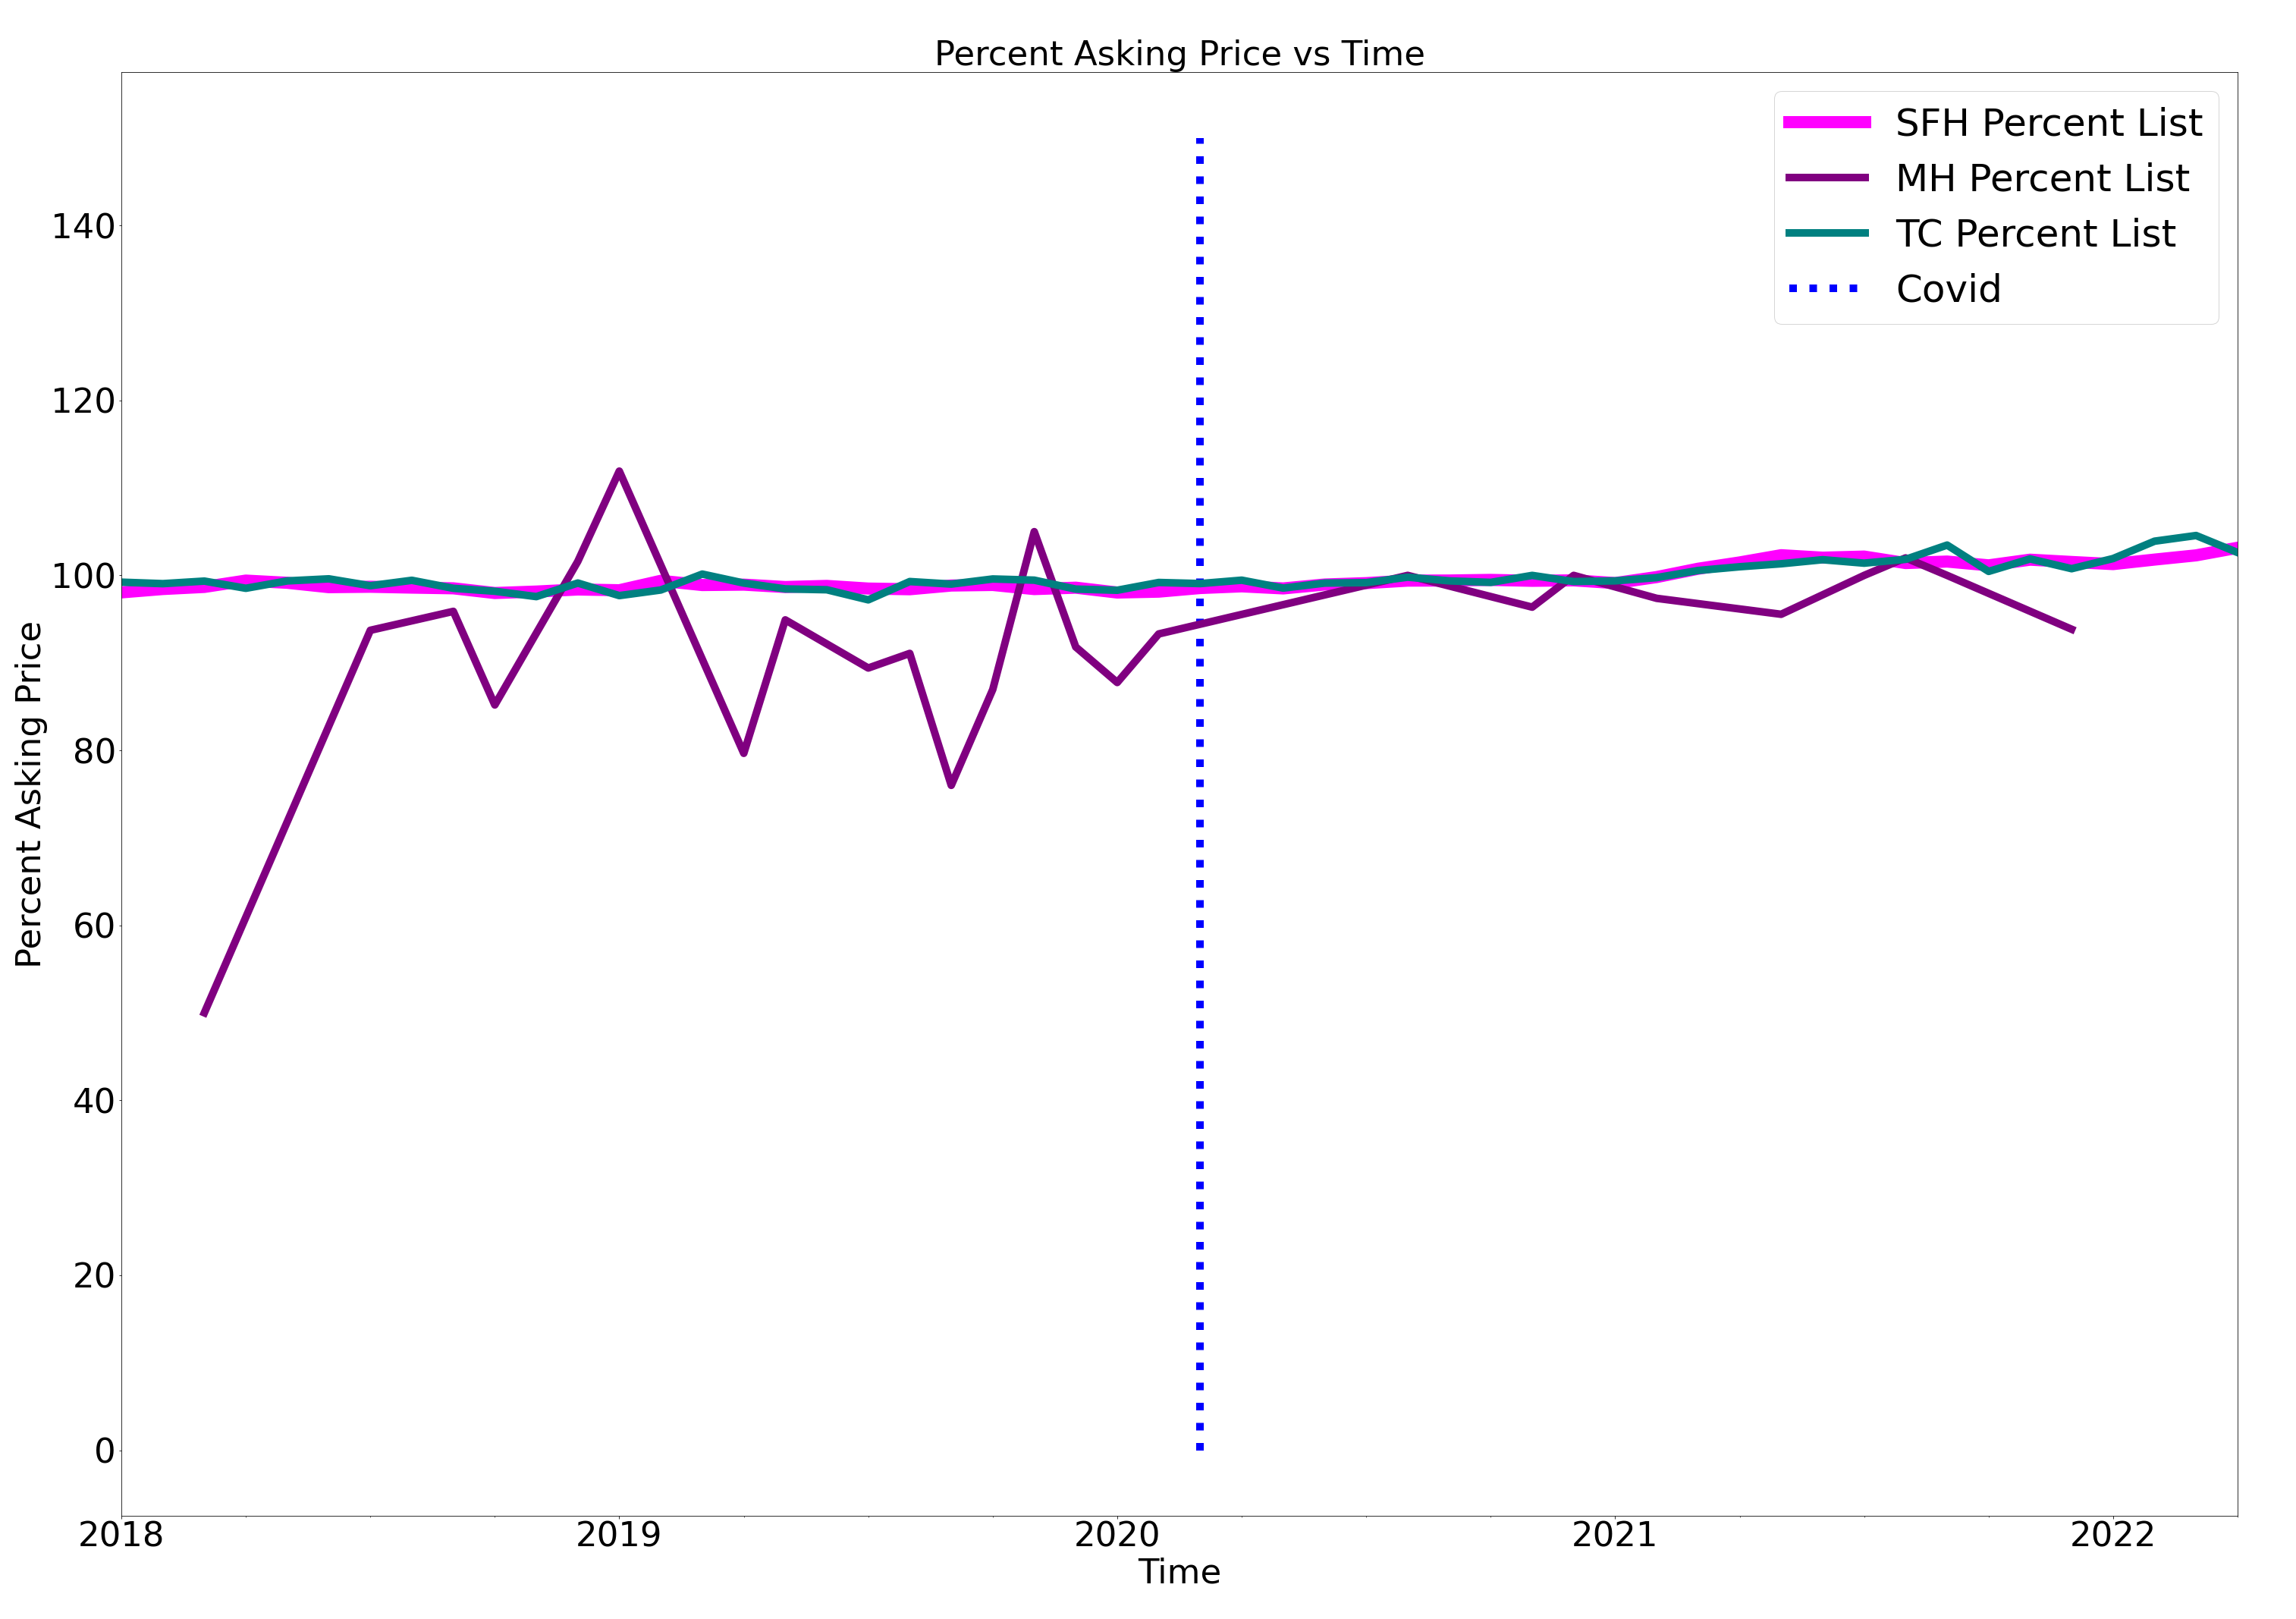 Percent Asking Price vs Time
SFH Percent List
MH Percent List
TC Percent List
Covid
Percent Asking Price
140
120
100
80
60
40
20
0
2018 2019 2020 2021 2022
Time